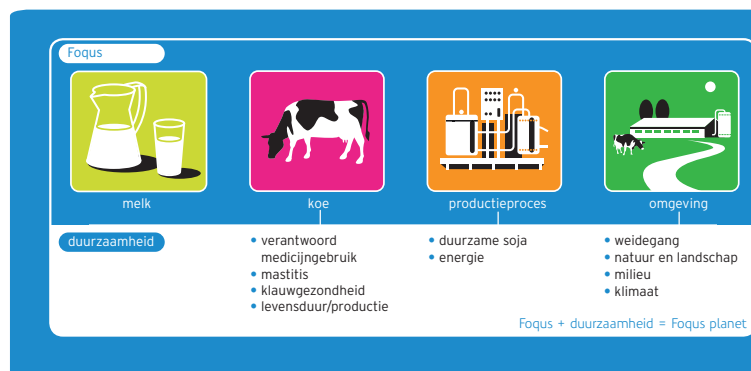 Foqus
melk
koe
productieproces
omgeving
duurzaamheid
• verantwoord
medicijngebruik
• mastitis
• klauwgezondheid
• levensduur/productie
• duurzame soja
• energie
• weidegang
• natuur en landschap
• milieu
• klimaat
Foqus + duurzaamheid = Foqus planet